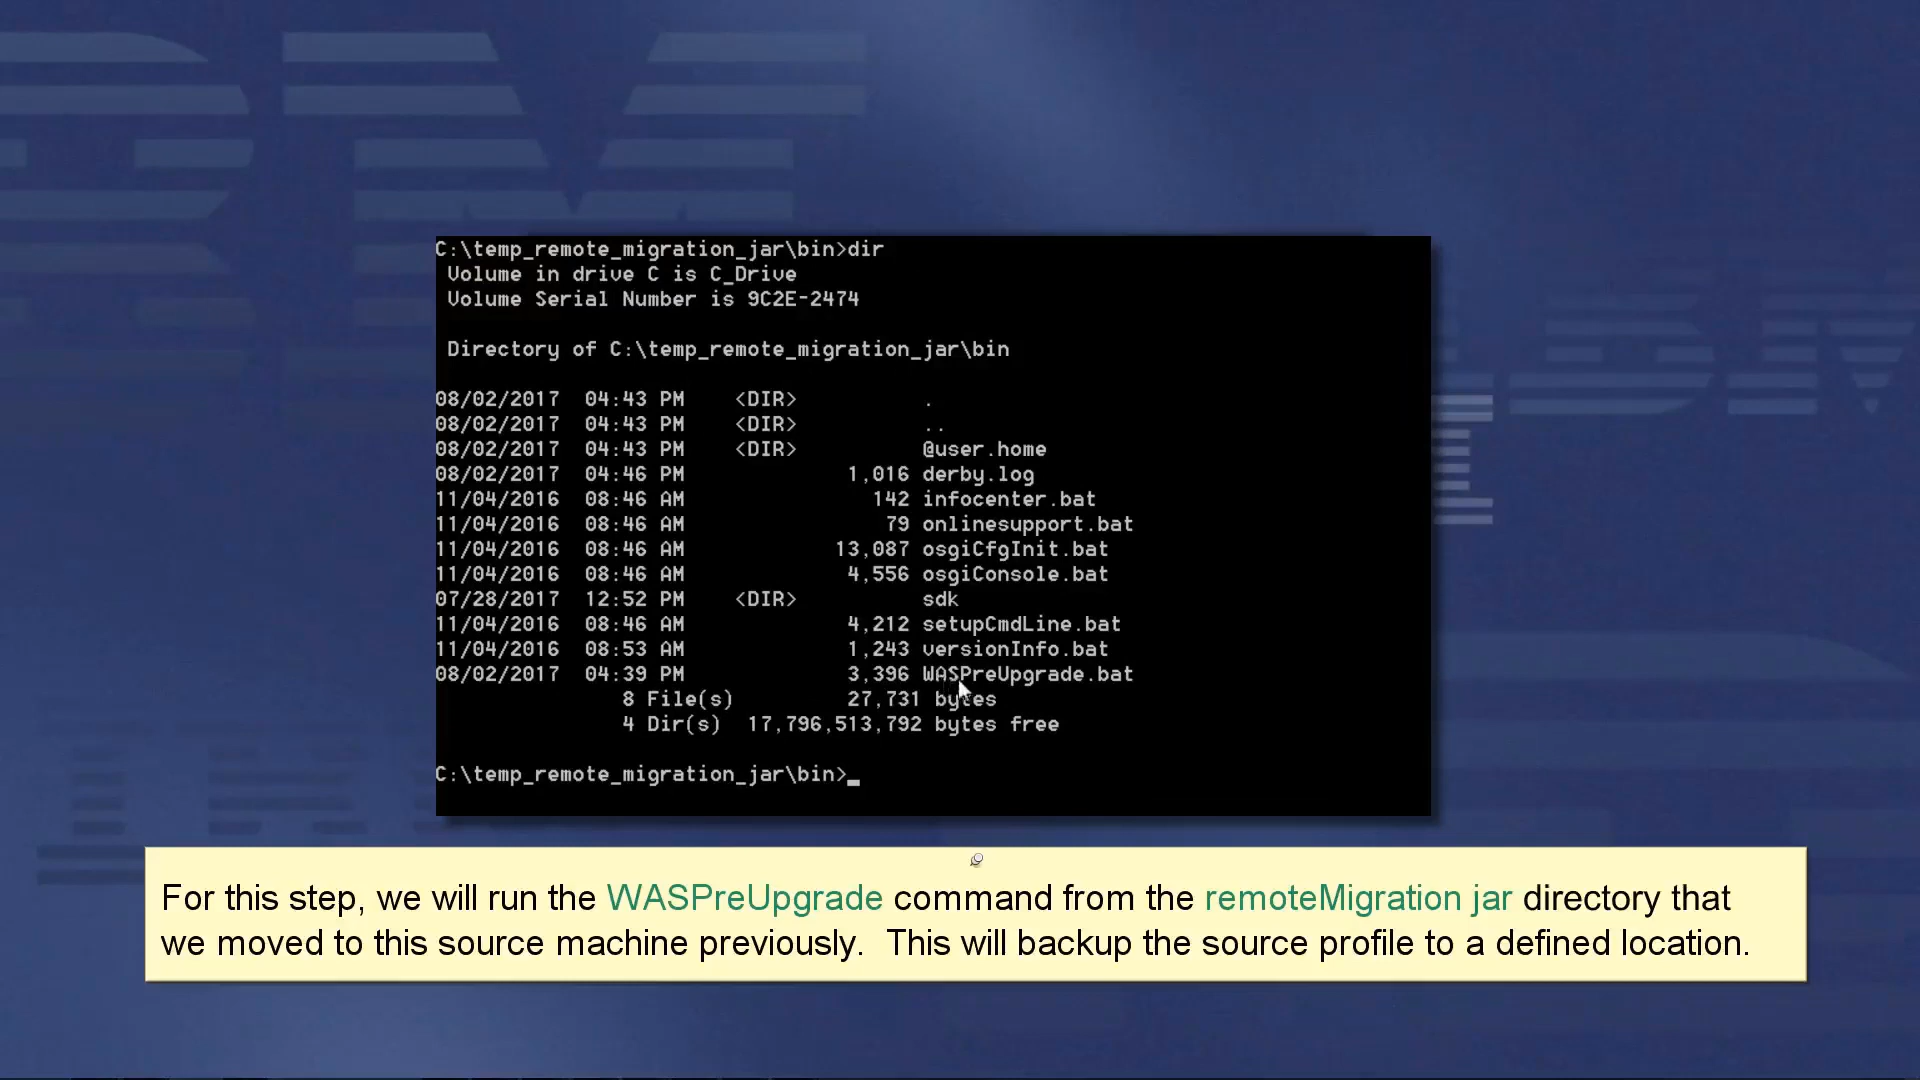 C:\temp_remote_migration_jar\bin>dir
Volume in drive C is C_Drive
Volume Serial Number is 9C2E-2474
Directory of C:\temp_remote_migration_jar\bin
08/02/2017 04:43 PM <DIR> .
08/02/2017 04:43 PM <DIR> ..
08/02/2017 04:43 PM <DIR> @user.home
08/02/2017 04:46 PM 1,016 derby.log
11/04/2016 08:46 AM 142 infocenter.bat
11/04/2016 08:46 AM 79 onlinesupport.bat
11/04/2016 08:46 AM 13,087 osgiCfgInit.bat
11/04/2016 08:46 AM 4,556 osgiConsole.bat
07/28/2017 12:52 PM <DIR> sdk
11/04/2016 08:46 AM 4,212 setupCmdLine.bat
11/04/2016 08:53 AM 1,243 versionInfo.bat
08/02/2017 04:39 PM 3,396 WASPreUpgrade.bat
8 File(s) 27,731 bytes
4 Dir(s) 17,796,513,792 bytes free
C:\temp_remote_migration_jar\bin>_
For this step, we will run the WASPreUpgrade command from the remoteMigration jar directory that
we moved to this source machine previously. This will backup the source profile to a defined location.